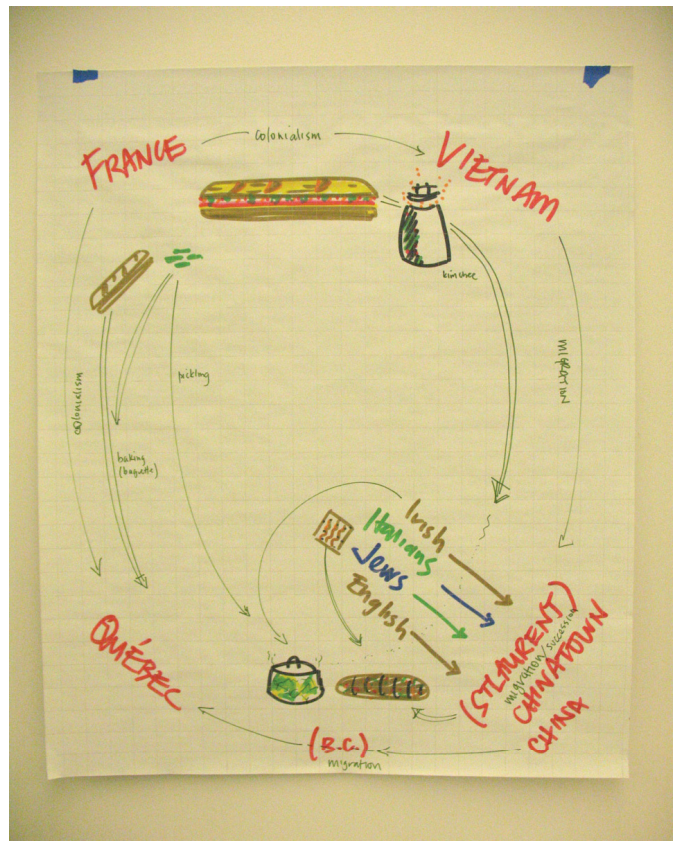 FRANCE
colonialism
VIETNAM
kimchee
colonialism
pickling
MIGRATION
baking
(baguette)
Irish
Italians
Jews
English
QUÉBEC
(ST LAURENT)
migration/succession
CHINATOWN
CHINA
(B.C.)
migration